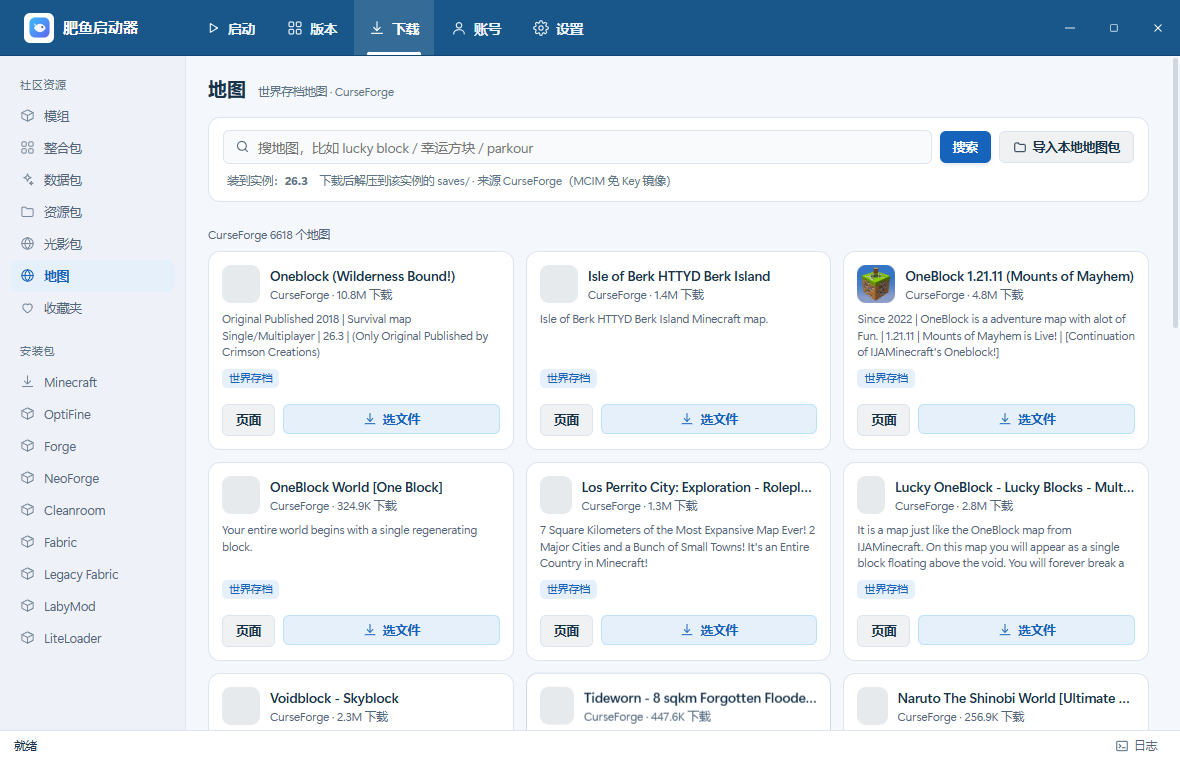 肥鱼启动器
启动
版本
下载
账号
设置
社区资源
模组
整合包
数据包
资源包
光影包
地图
收藏夹
安装包
Minecraft
OptiFine
Forge
NeoForge
Cleanroom
Fabric
Legacy Fabric
LabyMod
LiteLoader
地图 世界存档地图 · CurseForge
搜地图，比如 lucky block / 幸运方块 / parkour
搜索
导入本地地图包
装到实例： 26.3 下载后解压到该实例的 saves/ · 来源 CurseForge（MCIM 免 Key 镜像）
CurseForge 6618 个地图
Oneblock (Wilderness Bound!)
CurseForge · 10.8M 下载
Original Published 2018 | Survival map
Single/Multiplayer | 26.3 | (Only Original Published by
Crimson Creations)
世界存档
页面
选文件
Isle of Berk HTTYD Berk Island
CurseForge · 1.4M 下载
Isle of Berk HTTYD Berk Island Minecraft map.
世界存档
页面
选文件
OneBlock 1.21.11 (Mounts of Mayhem)
CurseForge · 4.8M 下载
Since 2022 | OneBlock is a adventure map with alot of
Fun. | 1.21.11 | Mounts of Mayhem is Live! | [Continuation
of IJAMinecraft's Oneblock!]
世界存档
页面
选文件
OneBlock World [One Block]
CurseForge · 324.9K 下载
Your entire world begins with a single regenerating
block.
世界存档
页面
选文件
Los Perrito City: Exploration - Rolepl...
CurseForge · 1.3M 下载
7 Square Kilometers of the Most Expansive Map Ever! 2
Major Cities and a Bunch of Small Towns! It's an Entire
Country in Minecraft!
世界存档
页面
选文件
Lucky OneBlock - Lucky Blocks - Mult...
CurseForge · 2.8M 下载
It is a map just like the OneBlock map from
IJAMinecraft. On this map you will appear as a single
block floating above the void. You will forever break a
世界存档
页面
选文件
Voidblock - Skyblock
CurseForge · 2.3M 下载
Tideworn - 8 sqkm Forgotten Floode...
CurseForge · 447.6K 下载
Naruto The Shinobi World [Ultimate ...
CurseForge · 256.9K 下载
就绪
日志